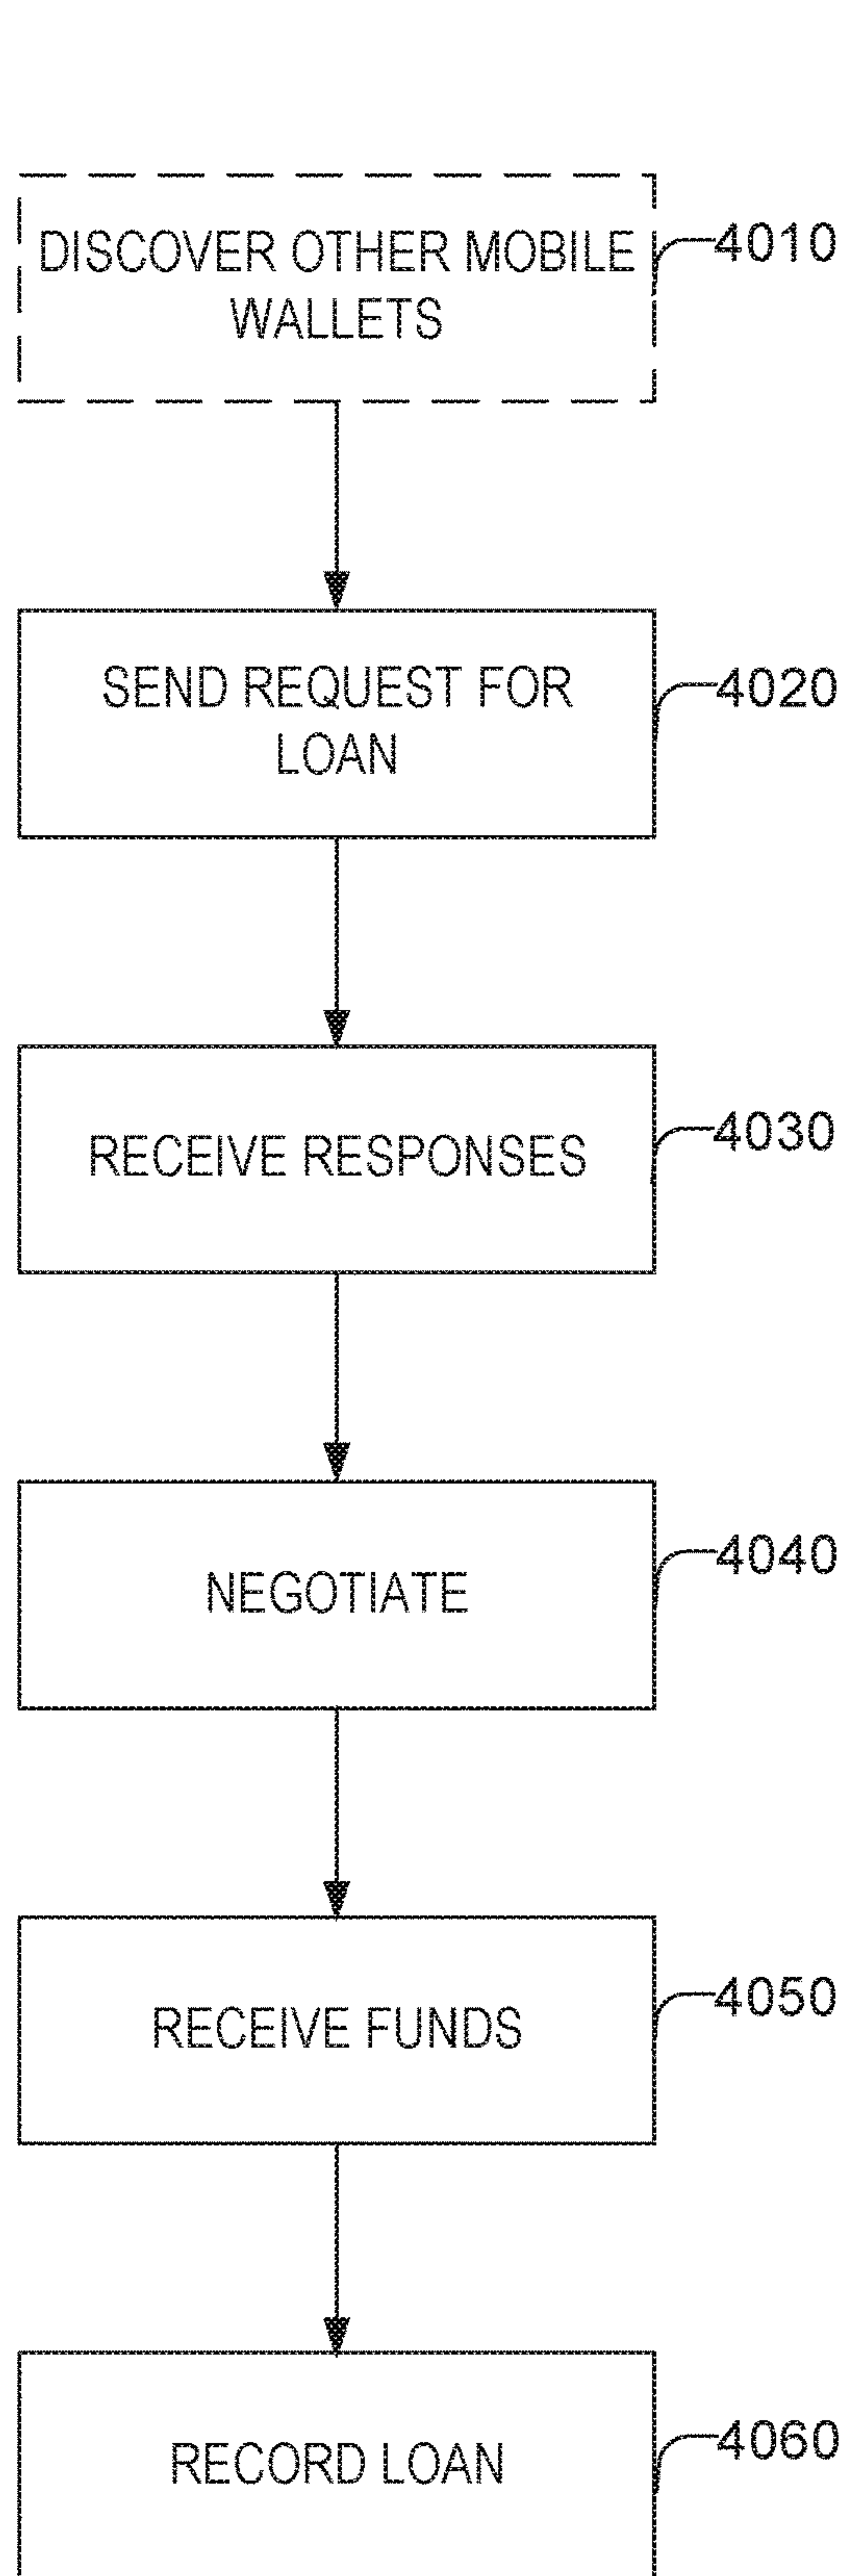 DISCOVER OTHER MOBILE
WALLETS
4010
SEND REQUEST FOR
LOAN
4020
RECEIVE RESPONSES
4030
NEGOTIATE
4040
RECEIVE FUNDS
4050
RECORD LOAN
4060